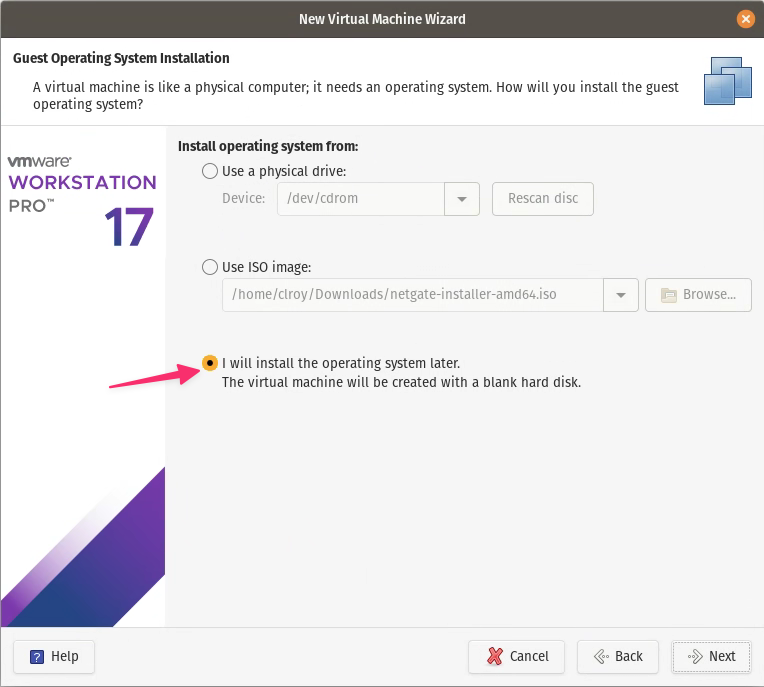 New Virtual Machine Wizard
Guest Operating System Installation
A virtual machine is like a physical computer; it needs an operating system. How will you install the guest
operating system?
vmware®
WORKSTATION
PRO™
17
Install operating system from:
Use a physical drive:
Device: /dev/cdrom Rescan disc
Use ISO image:
/home/clroy/Downloads/netgate-installer-amd64.iso Browse...
I will install the operating system later.
The virtual machine will be created with a blank hard disk.
? Help Cancel Back Next